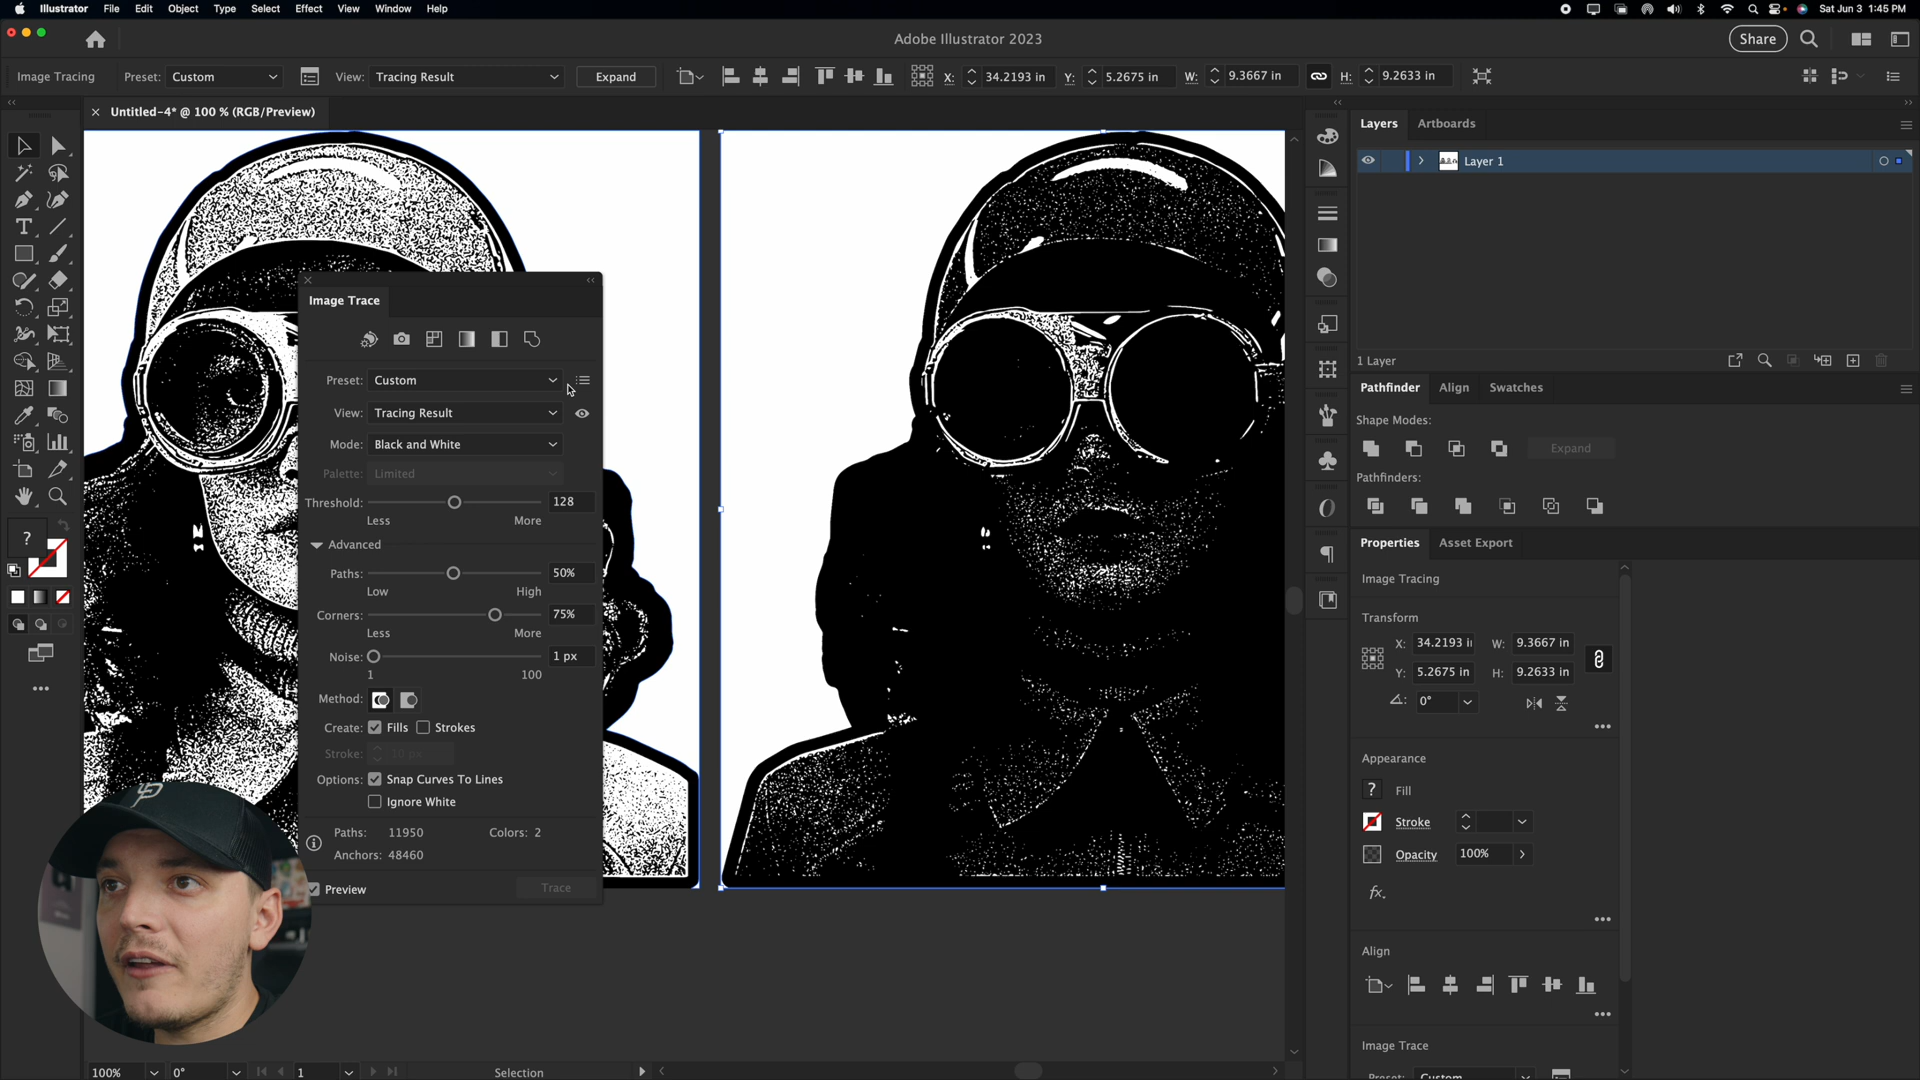 Illustrator File Edit Object Type Select Effect View Window Help
Sat Jun 3 1:45 PM
Adobe Illustrator 2023
Share
Image Tracing Preset: Custom View: Tracing Result Expand X: 34.2193 in Y: 5.2675 in W: 9.3667 in H: 9.2633 in
Untitled-4* @ 100 % (RGB/Preview)
Layers Artboards
Layer 1
1 Layer
Image Trace
Preset: Custom
View: Tracing Result
Mode: Black and White
Palette: Limited
Threshold: 128
Less More
Advanced
Paths: 50%
Low High
Corners: 75%
Less More
Noise: 1 px
1 100
Method:
Create: Fills Strokes
Stroke: 10 px
Options: Snap Curves To Lines
Ignore White
Paths: 11950 Colors: 2
Anchors: 48460
Preview Trace
Pathfinder Align Swatches
Shape Modes:
Expand
Pathfinders:
Properties Asset Export
Image Tracing
Transform
X: 34.2193 i W: 9.3667 in
Y: 5.2675 in H: 9.2633 in
0°
Appearance
? Fill
Stroke
Opacity 100%
fx.
Align
Image Trace
Preset: Custom
100% 0° 1 Selection